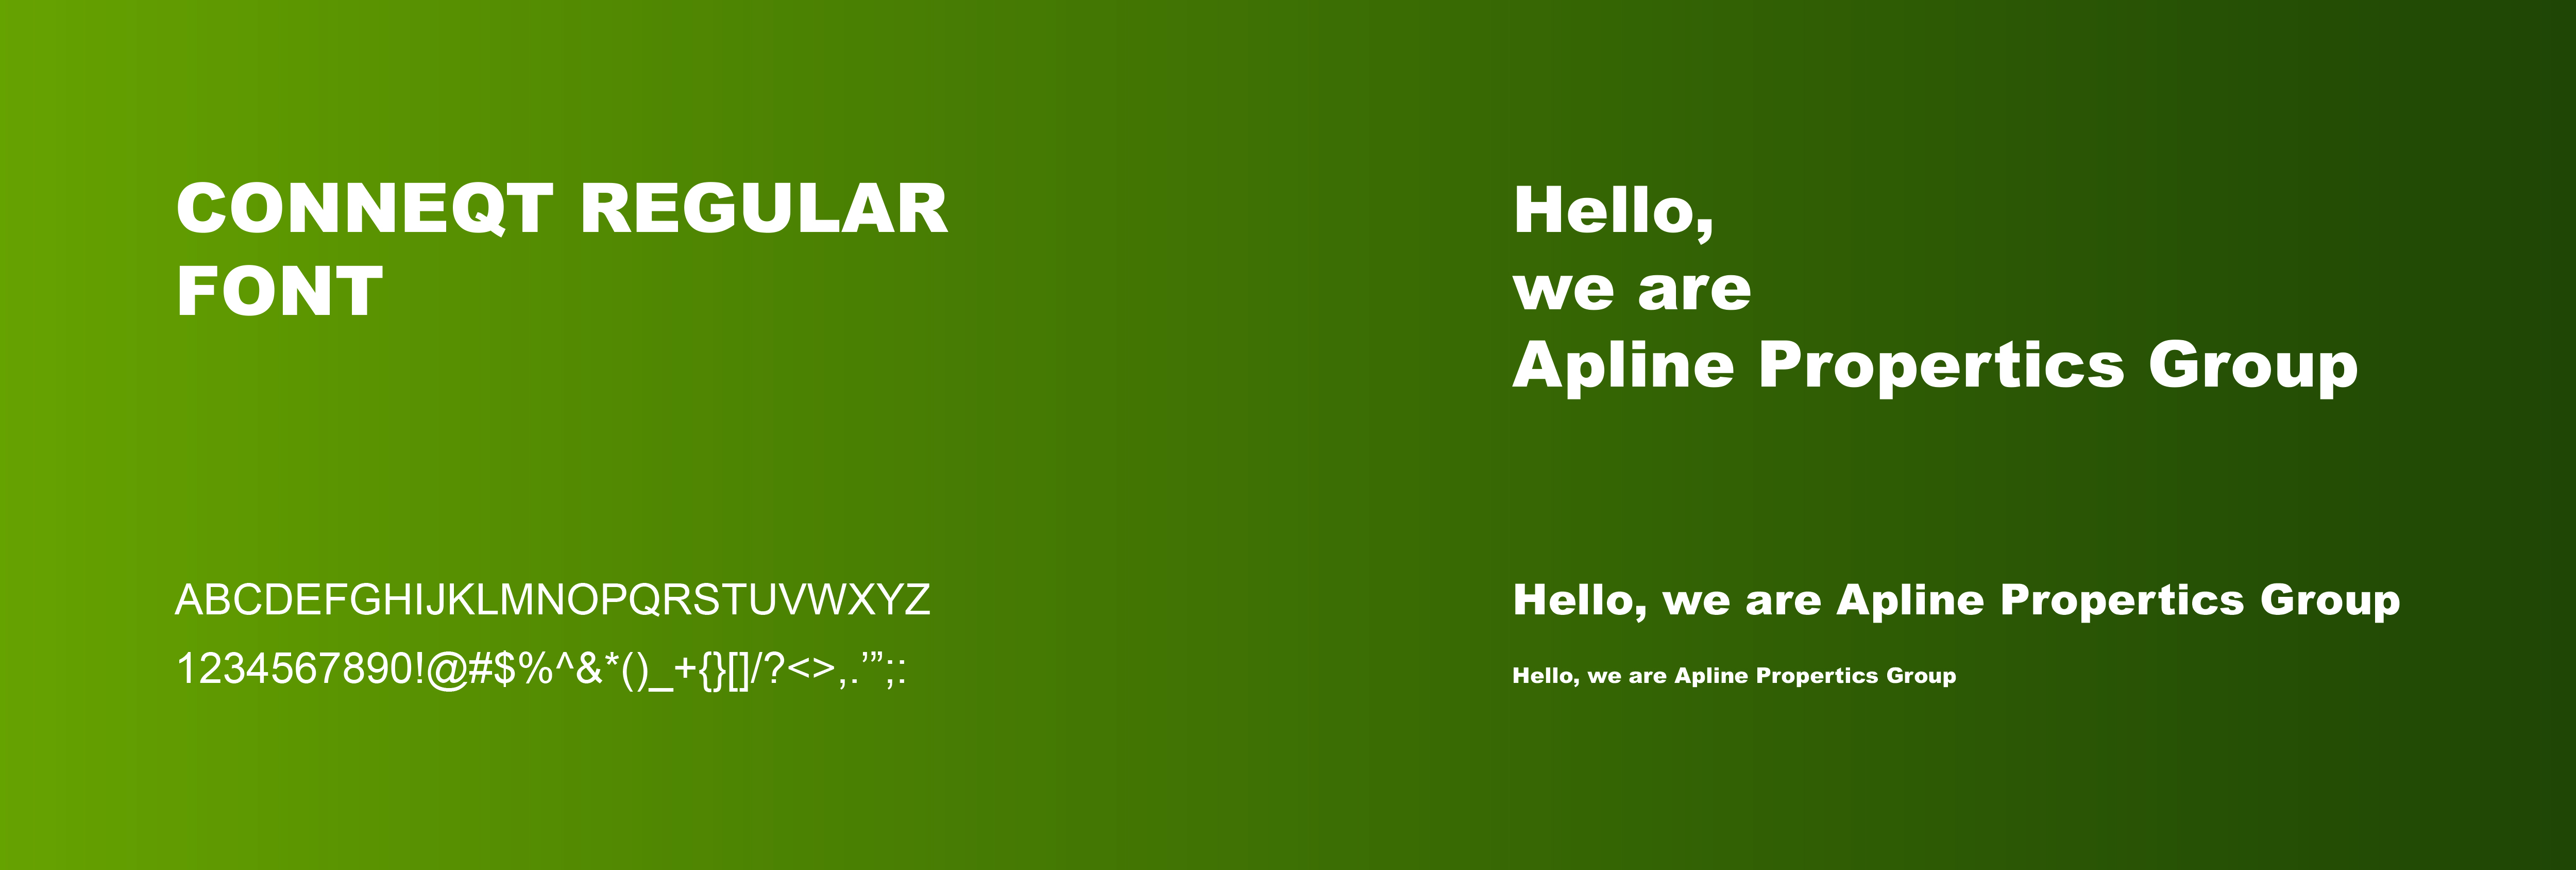 CONNEQT REGULAR
FONT
ABCDEFGHIJKLMNOPQRSTUVWXYZ
1234567890!@#$%^&*()_+{}[]/?<>,.’”;:
Hello,
we are
Apline Propertics Group
Hello, we are Apline Propertics Group
Hello, we are Apline Propertics Group